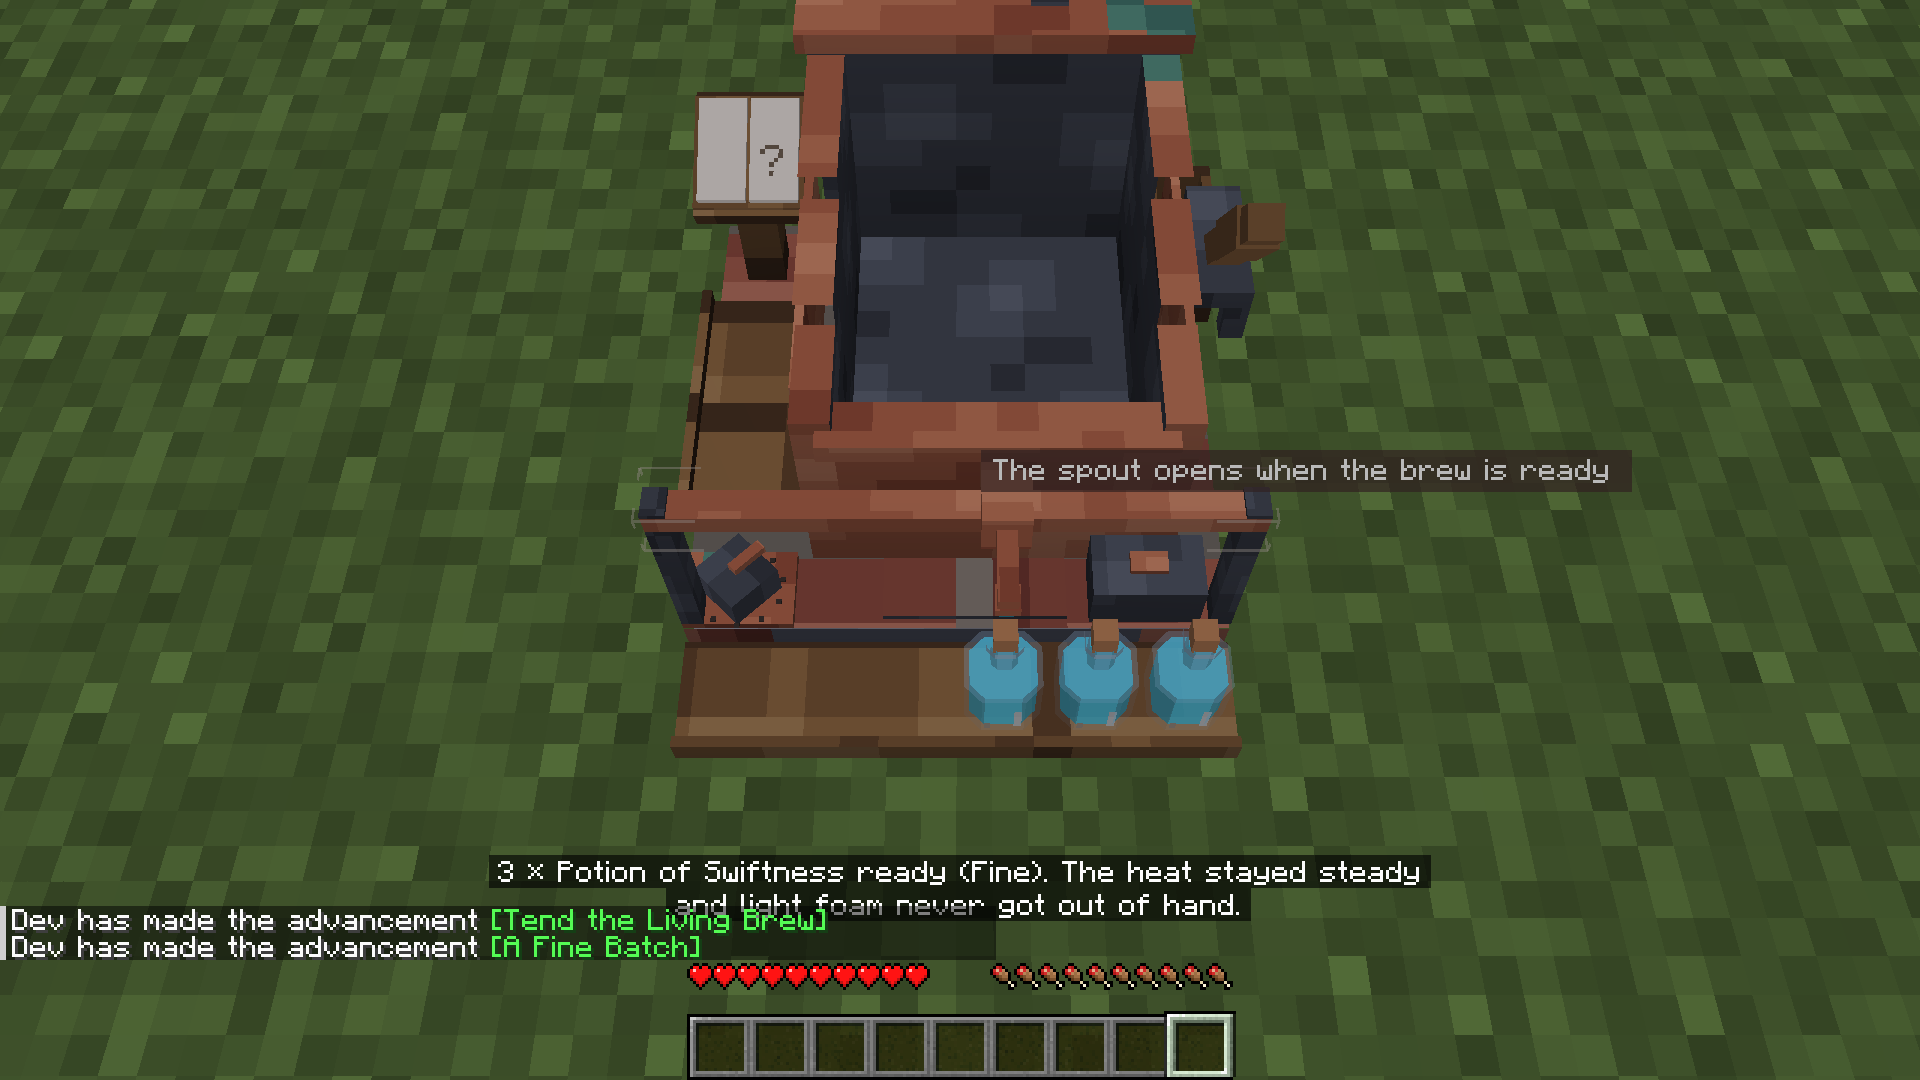 ?
The spout opens when the brew is ready
3 × Potion of Swiftness ready (Fine). The heat stayed steady
and light foam never got out of hand.
Dev has made the advancement [Tend the Living Brew]
Dev has made the advancement [A Fine Batch]